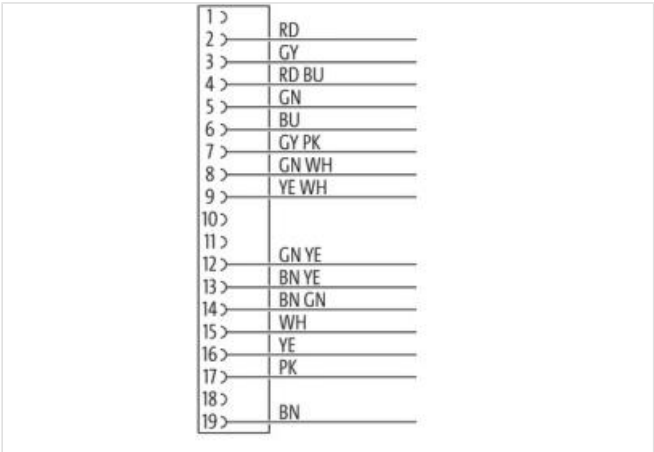 1
2 RD
3 GY
4 RD BU
5 GN
6 BU
7 GY PK
8 GN WH
9 YE WH
10
11
12 GN YE
13 BN YE
14 BN GN
15 WH
16 YE
17 PK
18
19 BN